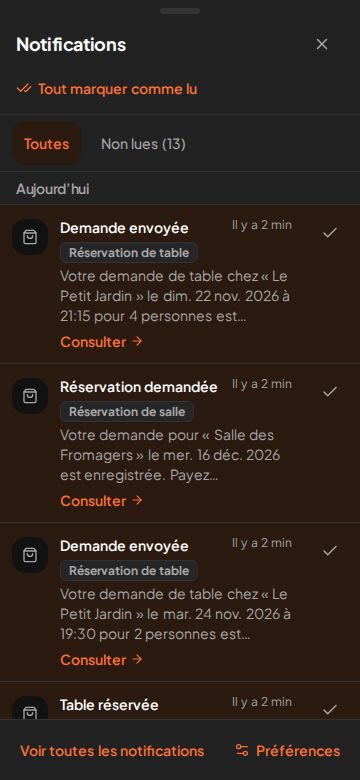 Notifications
Tout marquer comme lu
Toutes
Non lues (13)
Aujourd'hui
Demande envoyée
Il y a 2 min
Réservation de table
Votre demande de table chez « Le
Petit Jardin » le dim. 22 nov. 2026 à
21:15 pour 4 personnes est…
Consulter →
Réservation demandée
Il y a 2 min
Réservation de salle
Votre demande pour « Salle des
Fromagers » le mer. 16 déc. 2026
est enregistrée. Payez…
Consulter →
Demande envoyée
Il y a 2 min
Réservation de table
Votre demande de table chez « Le
Petit Jardin » le mar. 24 nov. 2026 à
19:30 pour 2 personnes est…
Consulter →
Table réservée
Il y a 2 min
Voir toutes les notifications
Préférences